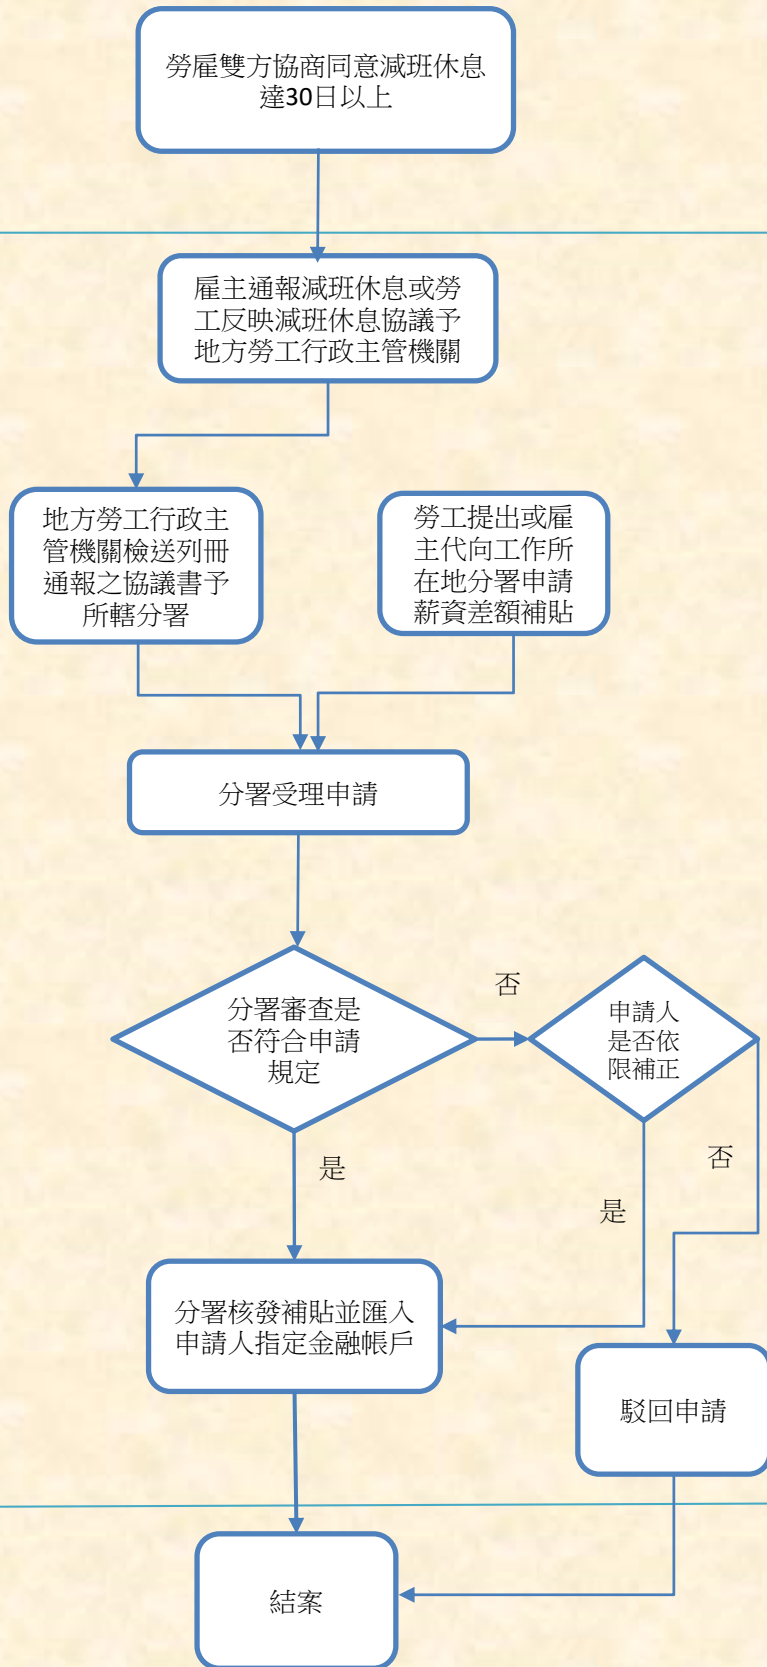 勞雇雙方協商同意減班休息
達30日以上
雇主通報減班休息或勞
工反映減班休息協議予
地方勞工行政主管機關
地方勞工行政主
管機關檢送列冊
通報之協議書予
所轄分署
勞工提出或雇
主代向工作所
在地分署申請
薪資差額補貼
分署受理申請
分署審查是
否符合申請
規定
否
申請人
是否依
限補正
是
是
否
分署核發補貼並匯入
申請人指定金融帳戶
駁回申請
結案